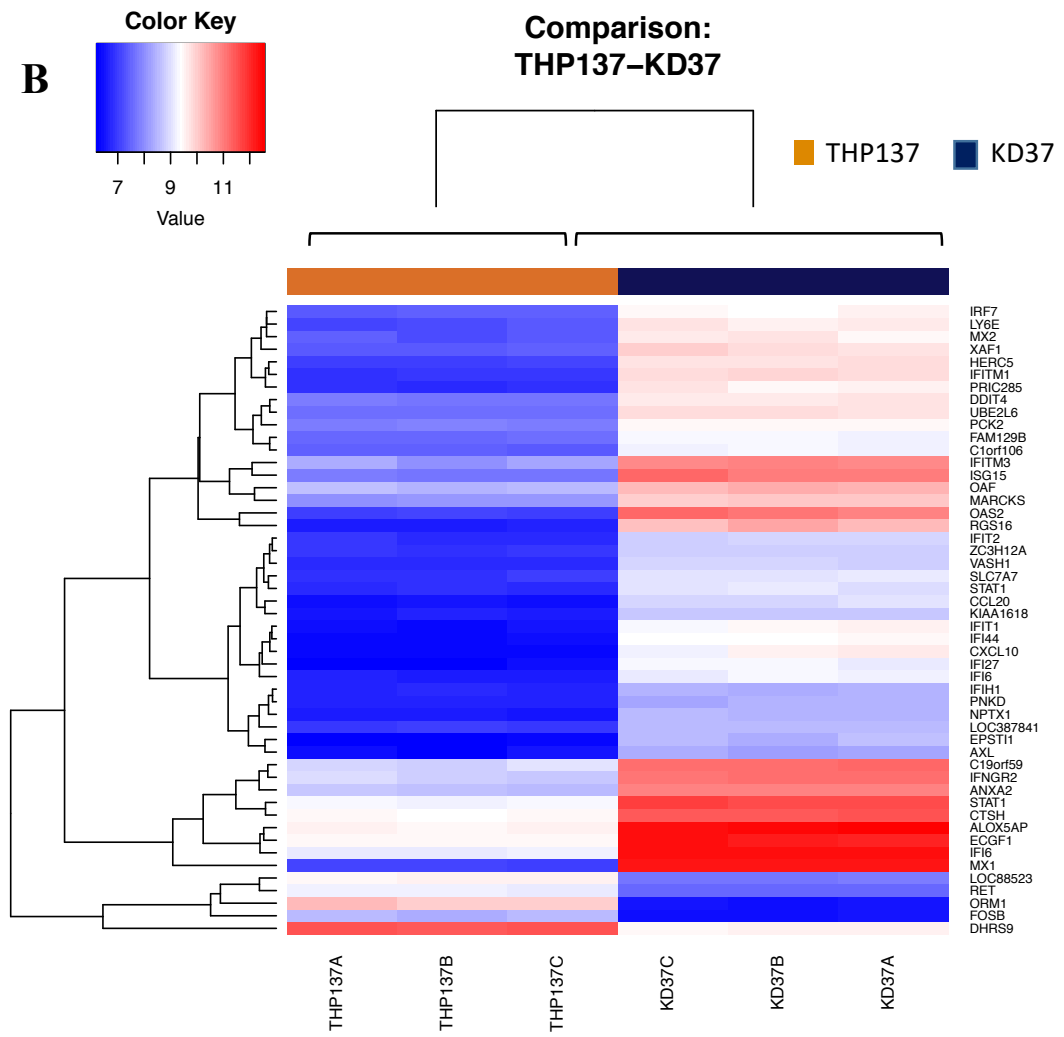 B
Color Key
7 9 11
Value
Comparison:
THP137–KD37
THP137 KD37
IRF7
LY6E
MX2
XAF1
HERC5
IFITM1
PRIC285
DDIT4
UBE2L6
PCK2
FAM129B
C1orf106
IFITM3
ISG15
OAF
MARCKS
OAS2
RGS16
IFIT2
ZC3H12A
VASH1
SLC7A7
STAT1
CCL20
KIAA1618
IFIT1
IFI44
CXCL10
IFI27
IFI6
IFIH1
PNKD
NPTX1
LOC387841
EPSTI1
AXL
C19orf59
IFNGR2
ANXA2
STAT1
CTSH
ALOX5AP
ECGF1
IFI6
MX1
LOC88523
RET
ORM1
FOSB
DHRS9
THP137A
THP137B
THP137C
KD37C
KD37B
KD37A